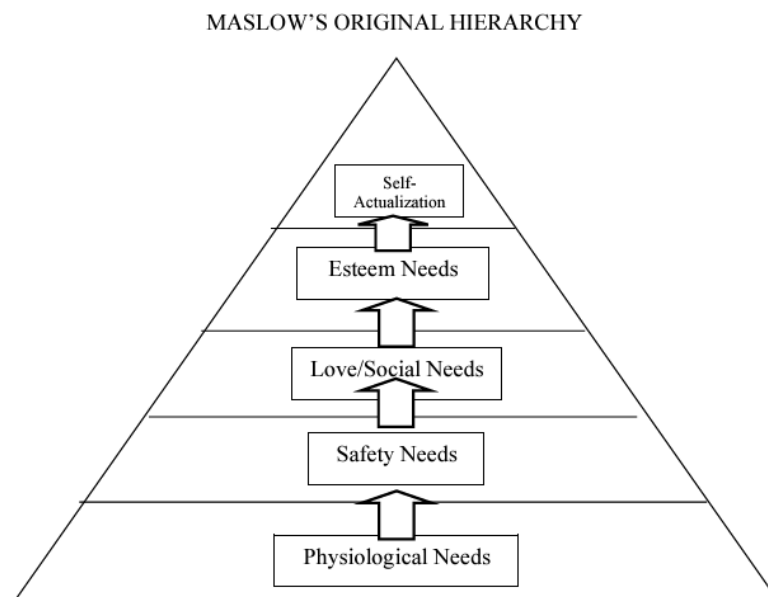 MASLOW’S ORIGINAL HIERARCHY
Self-
Actualization
Esteem Needs
Love/Social Needs
Safety Needs
Physiological Needs